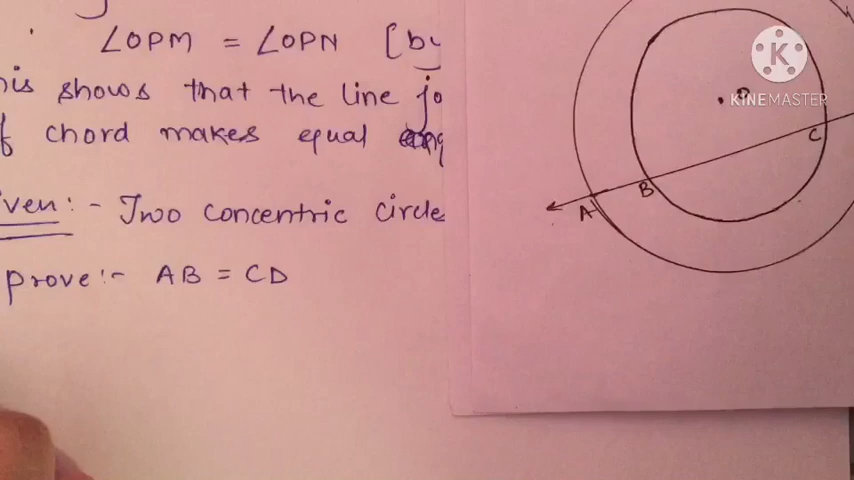 ∠OPM = ∠OPN [by
is shows that the line jo
f chord makes equal
iven:- Two concentric circle
prove:- AB = CD
O
C
B
A
K
KINEMASTER